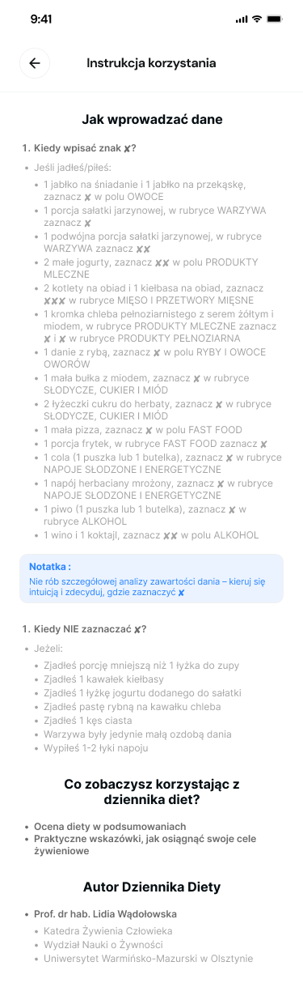 9:41
Instrukcja korzystania
Jak wprowadzać dane
1. Kiedy wpisać znak ✘?
• Jeśli jadłeś/piłeś:
• 1 jabłko na śniadanie i 1 jabłko na przekąskę,
zaznacz ✘ w polu OWOCE
• 1 porcja sałatki jarzynowej, w rubryce WARZYWA
zaznacz ✘
• 1 podwójna porcja sałatki jarzynowej, w rubryce
WARZYWA zaznacz ✘✘
• 2 małe jogurty, zaznacz ✘✘ w polu PRODUKTY
MLECZNE
• 2 kotlety na obiad i 1 kiełbasa na obiad, zaznacz
✘✘✘ w rubryce MIĘSO I PRZETWORY MIĘSNE
• 1 kromka chleba pełnoziarnistego z serem żółtym i
miodem, w rubryce PRODUKTY MLECZNE zaznacz
✘ i ✘ w rubryce PRODUKTY PEŁNOZIARNA
• 1 danie z rybą, zaznacz ✘ w polu RYBY I OWOCE
OWORÓW
• 1 mała bułka z miodem, zaznacz ✘ w rubryce
SŁODYCZE, CUKIER I MIÓD
• 2 łyżeczki cukru do herbaty, zaznacz ✘ w rubryce
SŁODYCZE, CUKIER I MIÓD
• 1 mała pizza, zaznacz ✘ w polu FAST FOOD
• 1 porcja frytek, w rubryce FAST FOOD zaznacz ✘
• 1 cola (1 puszka lub 1 butelka), zaznacz ✘ w rubryce
NAPOJE SŁODZONE I ENERGETYCZNE
• 1 napój herbaciany mrożony, zaznacz ✘ w rubryce
NAPOJE SŁODZONE I ENERGETYCZNE
• 1 piwo (1 puszka lub 1 butelka), zaznacz ✘ w
rubryce ALKOHOL
• 1 wino i 1 koktajl, zaznacz ✘✘ w polu ALKOHOL
Notatka :
Nie rób szczegółowej analizy zawartości dania – kieruj się
intuicją i zdecyduj, gdzie zaznaczyć ✘
1. Kiedy NIE zaznaczać ✘?
• Jeżeli:
• Zjadłeś porcję mniejszą niż 1 łyżka do zupy
• Zjadłeś 1 kawałek kiełbasy
• Zjadłeś 1 łyżkę jogurtu dodanego do sałatki
• Zjadłeś pastę rybną na kawałku chleba
• Zjadłeś 1 kęs ciasta
• Warzywa były jedynie małą ozdobą dania
• Wypiłeś 1-2 łyki napoju
Co zobaczysz korzystając z
dziennika diet?
• Ocena diety w podsumowaniach
• Praktyczne wskazówki, jak osiągnąć swoje cele
żywieniowe
Autor Dziennika Diety
• Prof. dr hab. Lidia Wądołowska
• Katedra Żywienia Człowieka
• Wydział Nauki o Żywności
• Uniwersytet Warmińsko-Mazurski w Olsztynie